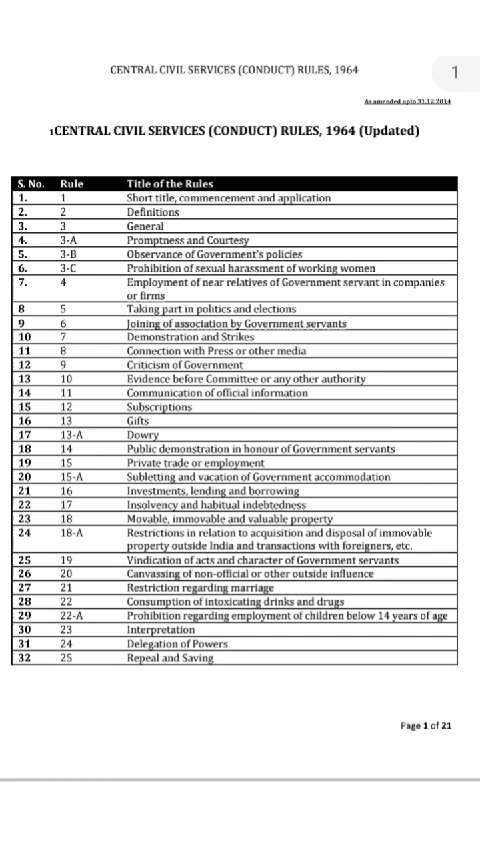 CENTRAL CIVIL SERVICES (CONDUCT) RULES, 1964
1
As amended upto 31.12.2014
1CENTRAL CIVIL SERVICES (CONDUCT) RULES, 1964 (Updated)
S. No. Rule Title of the Rules
1. 1 Short title, commencement and application
2. 2 Definitions
3. 3 General
4. 3-A Promptness and Courtesy
5. 3-B Observance of Government's policies
6. 3-C Prohibition of sexual harassment of working women
7. 4 Employment of near relatives of Government servant in companies
or firms
8 5 Taking part in politics and elections
9 6 Joining of association by Government servants
10 7 Demonstration and Strikes
11 8 Connection with Press or other media
12 9 Criticism of Government
13 10 Evidence before Committee or any other authority
14 11 Communication of official information
15 12 Subscriptions
16 13 Gifts
17 13-A Dowry
18 14 Public demonstration in honour of Government servants
19 15 Private trade or employment
20 15-A Subletting and vacation of Government accommodation
21 16 Investments, lending and borrowing
22 17 Insolvency and habitual indebtedness
23 18 Movable, immovable and valuable property
24 18-A Restrictions in relation to acquisition and disposal of immovable
property outside India and transactions with foreigners, etc.
25 19 Vindication of acts and character of Government servants
26 20 Canvassing of non-official or other outside influence
27 21 Restriction regarding marriage
28 22 Consumption of intoxicating drinks and drugs
29 22-A Prohibition regarding employment of children below 14 years of age
30 23 Interpretation
31 24 Delegation of Powers
32 25 Repeal and Saving
Page 1 of 21